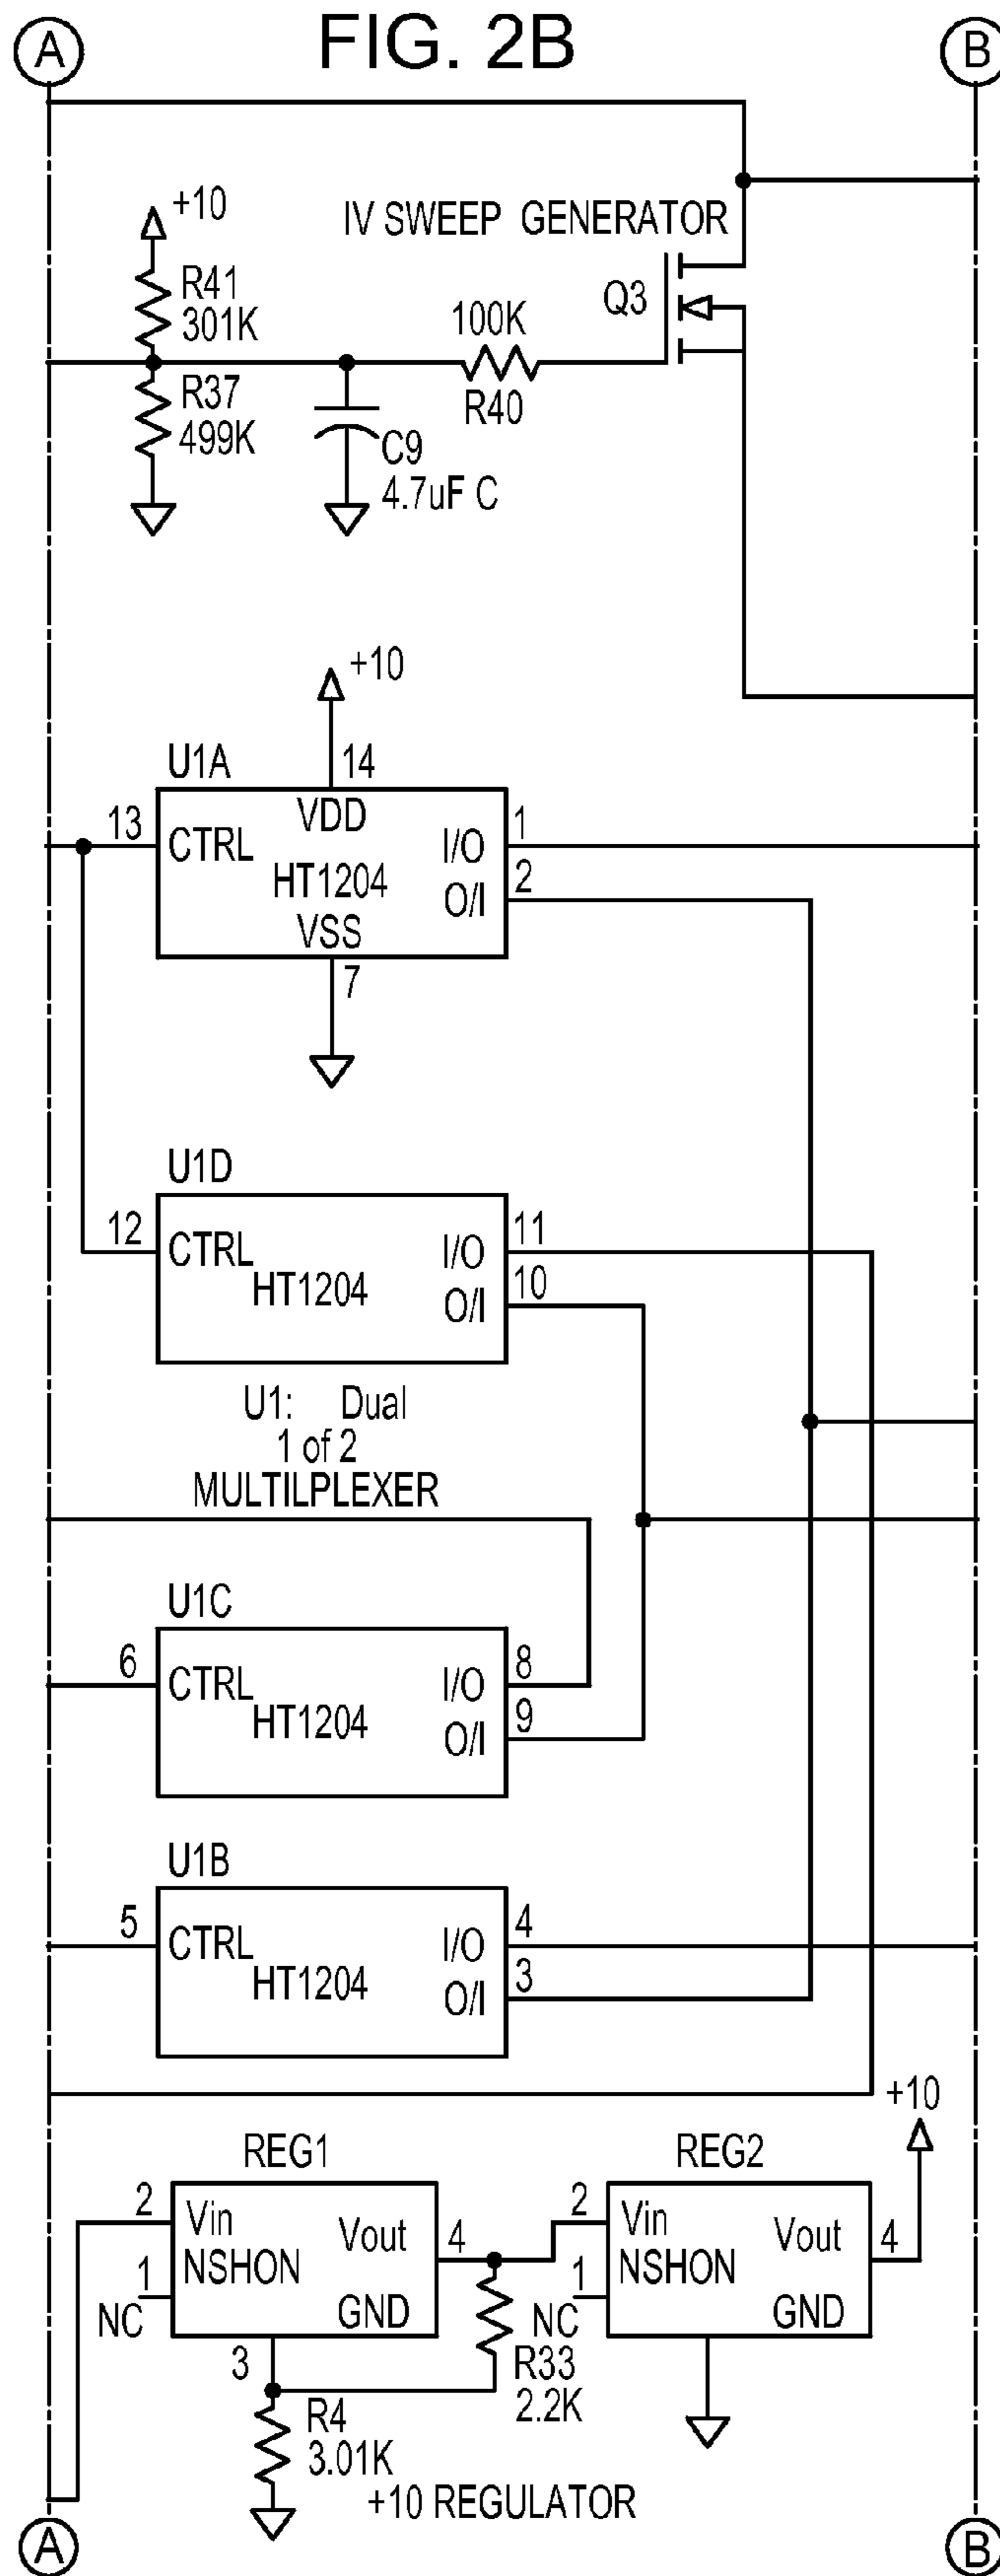 FIG. 2B
A
B
+10
IV SWEEP GENERATOR
R41
301K
Q3
100K
R40
R37
499K
C9
4.7uF C
+10
U1A
14
13
CTRL
VDD
HT1204
VSS
I/O
O/I
1
2
7
U1D
12
CTRL
HT1204
I/O
O/I
11
10
U1: Dual
1 of 2
MULTILPLEXER
U1C
6
CTRL
HT1204
I/O
O/I
8
9
U1B
5
CTRL
HT1204
I/O
O/I
4
3
+10
REG1
REG2
2
Vin
NSHON
Vout
GND
4
1
NC
3
2
Vin
NSHON
Vout
GND
4
1
NC
R33
2.2K
R4
3.01K
+10 REGULATOR
A
B